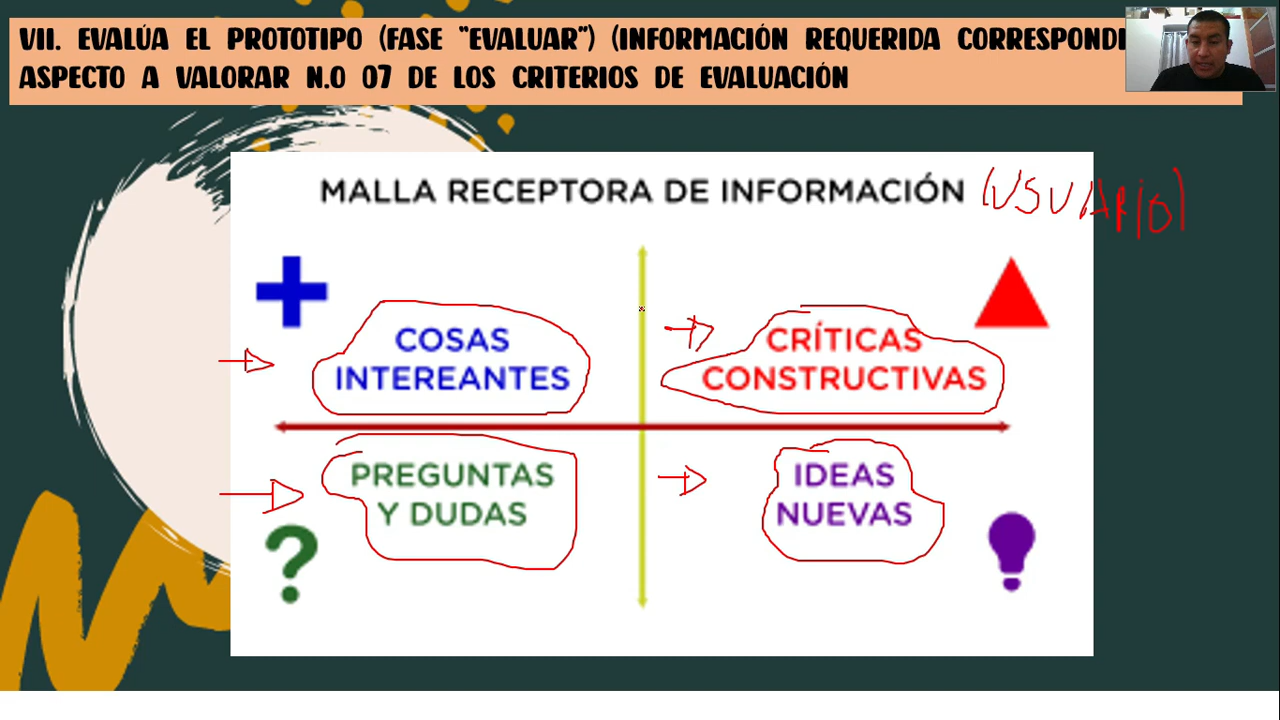 VII. EVALÚA EL PROTOTIPO (FASE "EVALUAR") (INFORMACIÓN REQUERIDA
ASPECTO A VALORAR N.O 07 DE LOS CRITERIOS DE EVALUACIÓN
MALLA RECEPTORA DE INFORMACIÓN (USUARIO)
COSAS
INTEREANTES
CRÍTICAS
CONSTRUCTIVAS
PREGUNTAS
Y DUDAS
IDEAS
NUEVAS